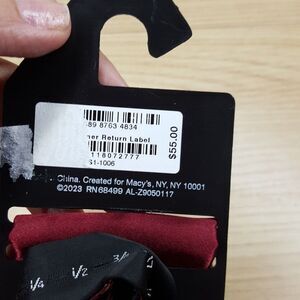 89 8763 4834
ner Return Label
118072777
S1-1006
$55.00
China. Created for Macy's, NY, NY 10001
©2023 RN68499 AL-Z9050117
1/4 1/2 3/4